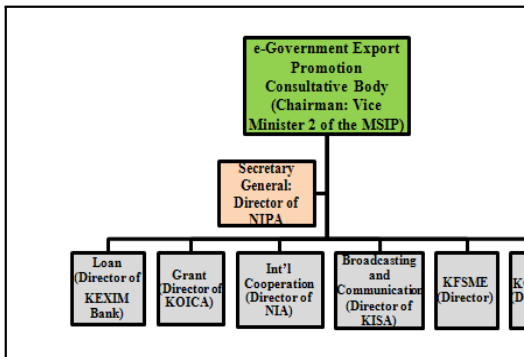 e-Government Export
Promotion
Consultative Body
(Chairman: Vice
Minister 2 of the MSIP)
Secretary
General:
Director of
NIPA
Loan
(Director of
KEXIM
Bank)
Grant
(Director of
KOICA)
Int'l
Cooperation
(Director of
NIA)
Broadcasting
and
Communication
(Director of
KISA)
KFSME
(Director)